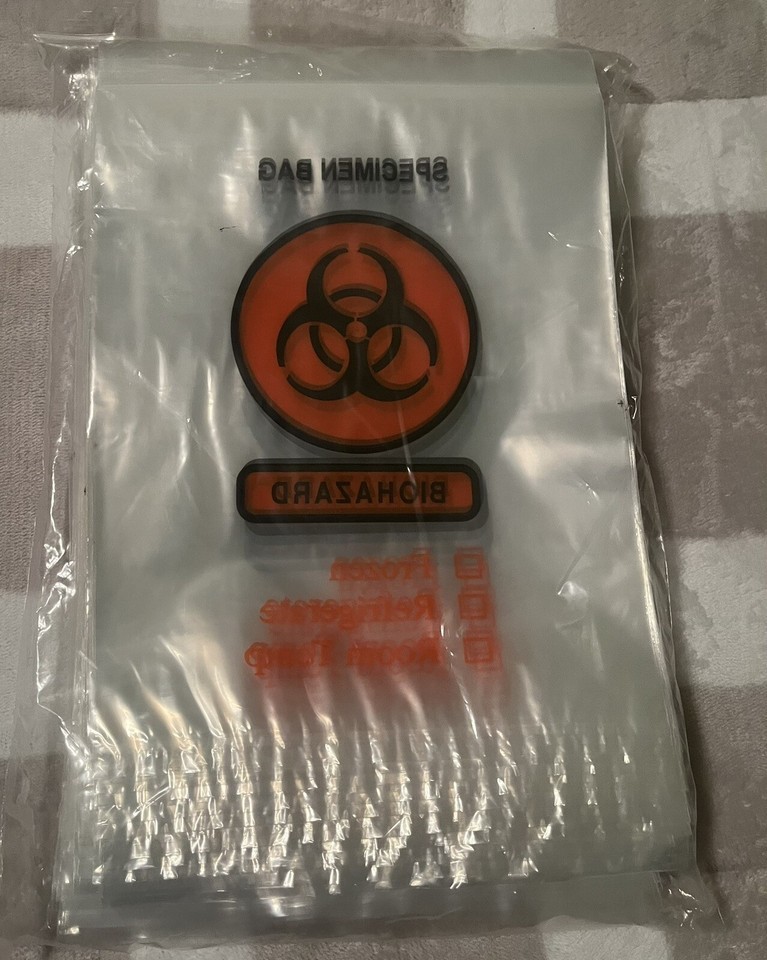 SPECIMEN BAG
BIOHAZARD
Frozen
Refrigerate
Room Temp